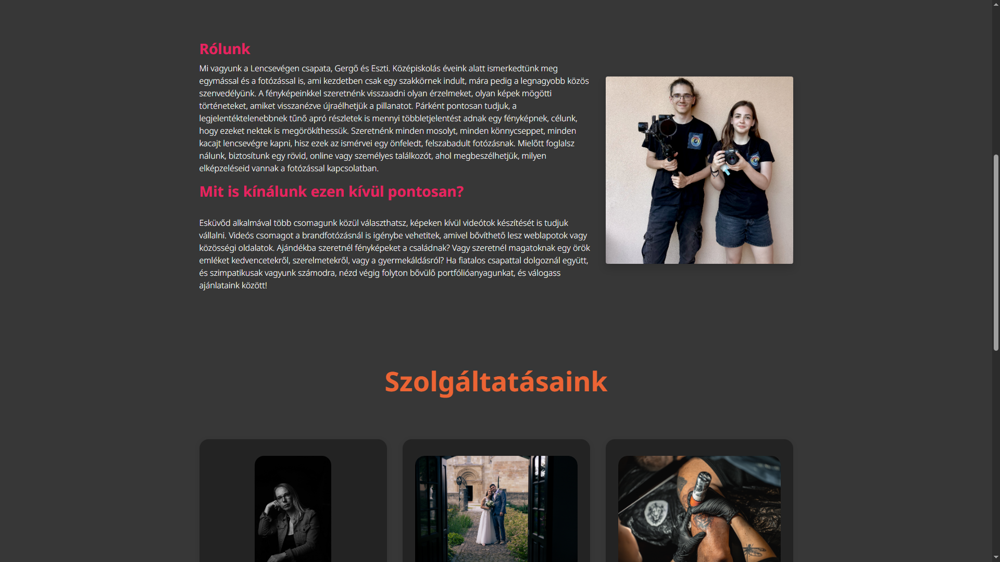 Rólunk
Mi vagyunk a Lencsevégen csapata, Gergő és Eszti. Középiskolás éveink alatt ismerkedtünk meg
egymással és a fotózással is, ami kezdetben csak egy szakkörnek indult, mára pedig a legnagyobb közös
szenvedélyünk. A fényképeinkkel szeretnénk visszaadni olyan érzelmeket, olyan képek mögötti
történeteket, amiket visszanézve újraélhetjük a pillanatot. Párként pontosan tudjuk, a
legjelentéktelenebbnek tűnő apró részletek is mennyi többletjelentést adnak egy fényképnek, célunk,
hogy ezeket nektek is megörökíthessük. Szeretnénk minden mosolyt, minden könnycseppet, minden
kacajt lencsevégre kapni, hisz ezek az ismérvei egy önfeledt, felszabadult fotózásnak. Mielőtt foglalsz
nálunk, biztosítunk egy rövid, online vagy személyes találkozót, ahol megbeszélhetjük, milyen
elképzeléseid vannak a fotózással kapcsolatban.
Mit is kínálunk ezen kívül pontosan?
Esküvőd alkalmával több csomagunk közül választhatsz, képeken kívül videótok készítését is tudjuk
vállalni. Videós csomagot a brandfotózásnál is igénybe vehetitek, amivel bővíthető lesz weblapotok vagy
közösségi oldalatok. Ajándékba szeretnél fényképeket a családnak? Vagy szeretnél magatoknak egy örök
emléket kedvencetekről, szerelmetekről, vagy a gyermekáldásról? Ha fiatalos csapattal dolgoznál együtt,
és szimpatikusak vagyunk számodra, nézd végig folyton bővülő portfólióanyagunkat, és válogass
ajánlataink között!
Szolgáltatásaink